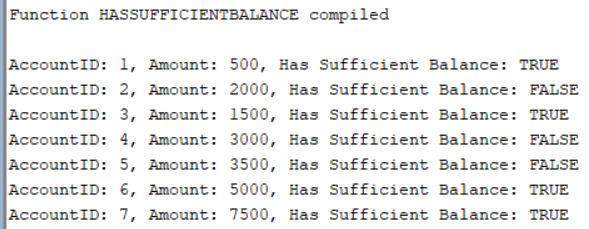 Function HASSUFFICIENTBALANCE compiled
AccountID: 1, Amount: 500, Has Sufficient Balance: TRUE
AccountID: 2, Amount: 2000, Has Sufficient Balance: FALSE
AccountID: 3, Amount: 1500, Has Sufficient Balance: TRUE
AccountID: 4, Amount: 3000, Has Sufficient Balance: FALSE
AccountID: 5, Amount: 3500, Has Sufficient Balance: FALSE
AccountID: 6, Amount: 5000, Has Sufficient Balance: TRUE
AccountID: 7, Amount: 7500, Has Sufficient Balance: TRUE